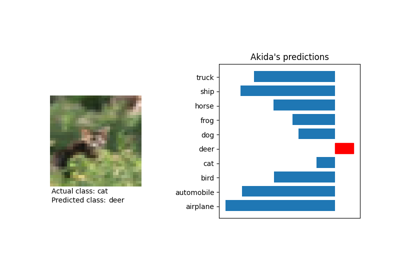 Akida's predictions
truck
ship
horse
frog
dog
deer
cat
bird
automobile
airplane
Actual class: cat
Predicted class: deer